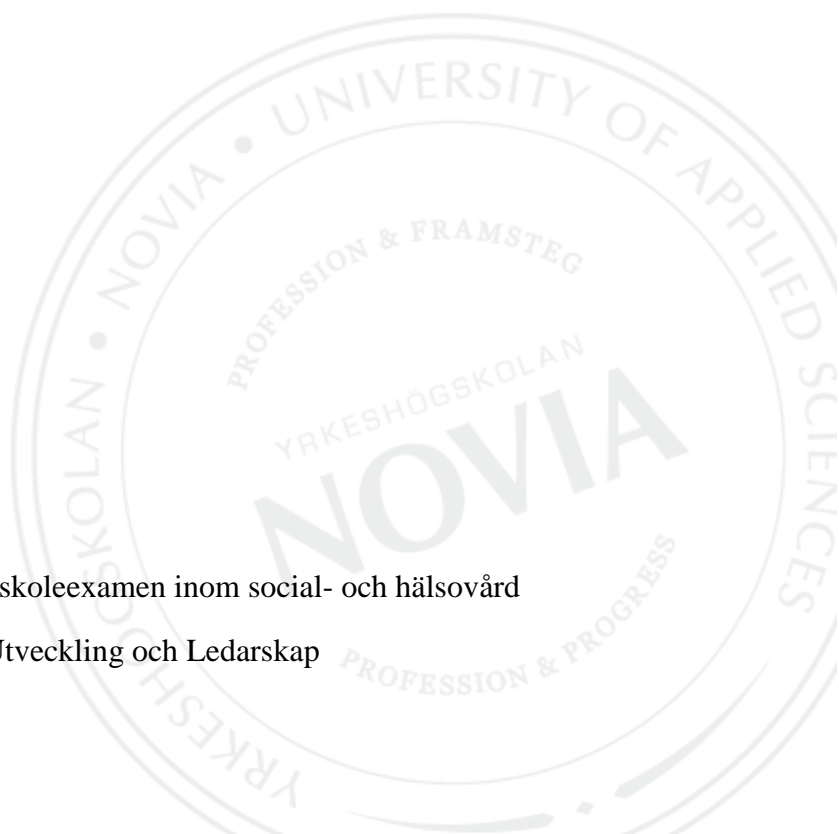 UNIVERSITY OF APPLIED SCIENCES
YRKESHÖGSKOLAN • NOVIA •
PROFESSION & FRAMSTEG
YRKESHÖGSKOLAN
NOVIA
PROFESSION & PROGRESS
skoleexamen inom social- och hälsovård
Utveckling och Ledarskap